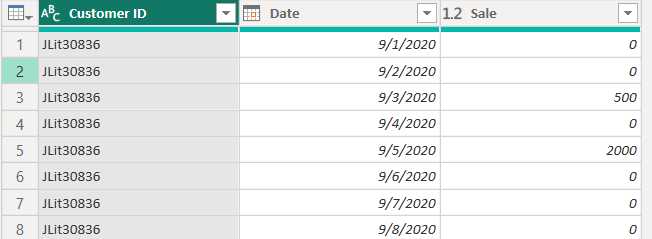 ABC Customer ID Date 1.2 Sale
1 JLit30836 9/1/2020 0
2 JLit30836 9/2/2020 0
3 JLit30836 9/3/2020 500
4 JLit30836 9/4/2020 0
5 JLit30836 9/5/2020 2000
6 JLit30836 9/6/2020 0
7 JLit30836 9/7/2020 0
8 JLit30836 9/8/2020 0